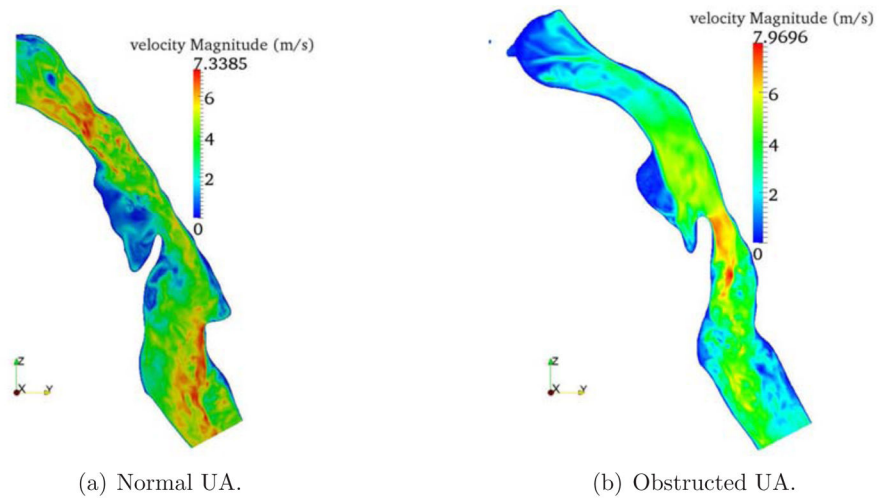 velocity Magnitude (m/s)
7.3385
6
4
2
0
Z
X Y
(a) Normal UA.
velocity Magnitude (m/s)
7.9696
6
4
2
0
Z
X Y
(b) Obstructed UA.